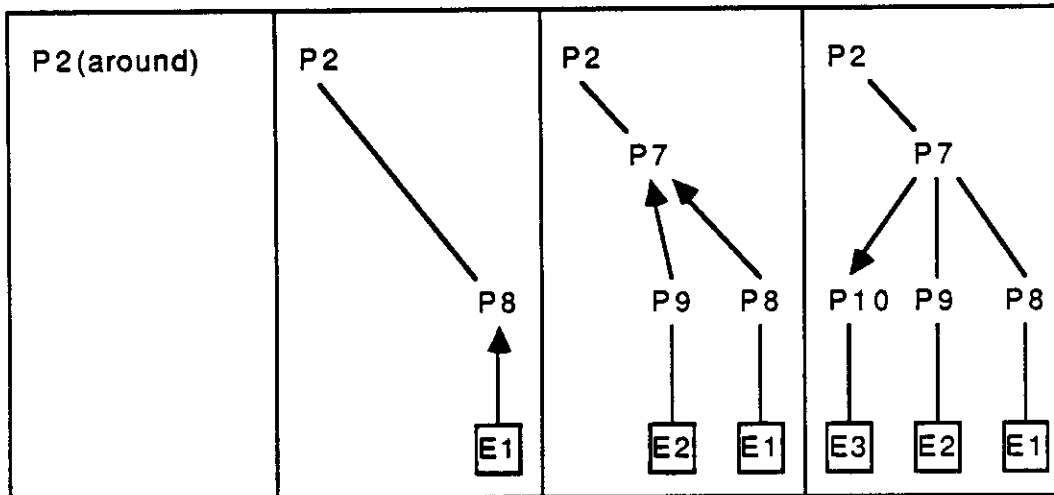 P2(around)
P2
P8
E1
P2
P7
P9 P8
E2 E1
P2
P7
P10 P9 P8
E3 E2 E1